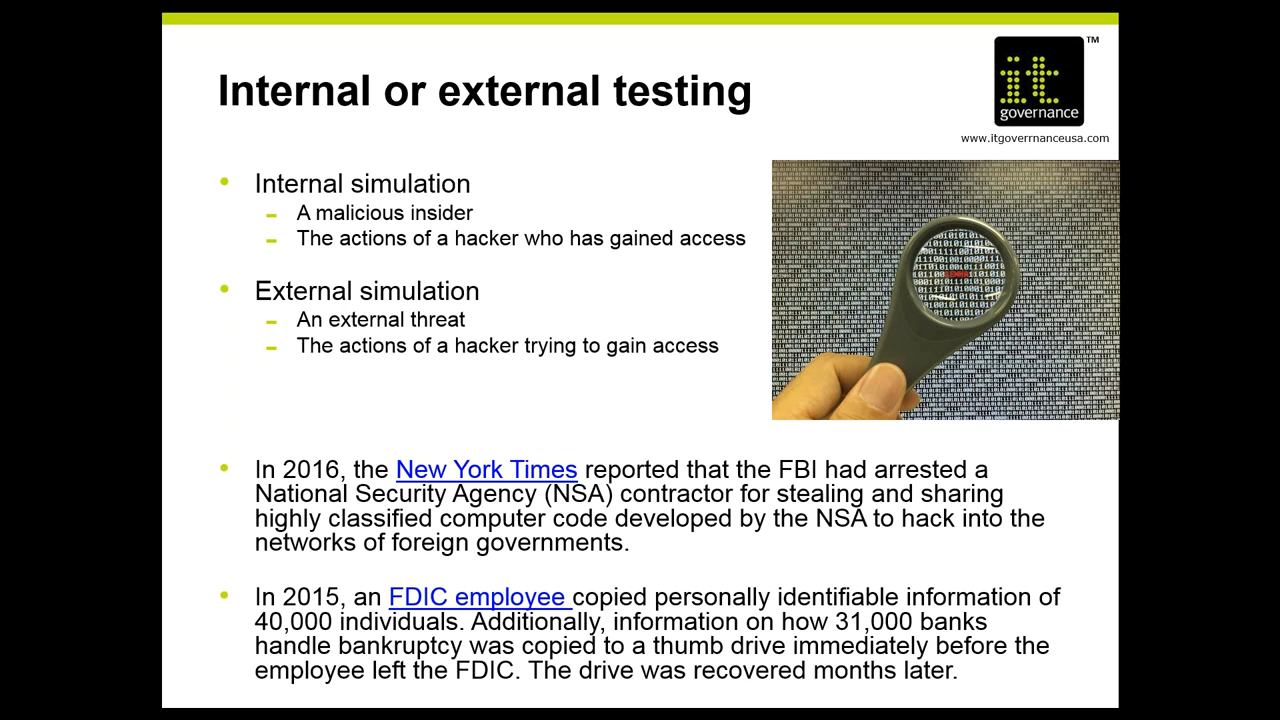 Internal or external testing
it
governance
TM
www.itgoverrnanceusa.com
• Internal simulation
– A malicious insider
– The actions of a hacker who has gained access
• External simulation
– An external threat
– The actions of a hacker trying to gain access
• In 2016, the New York Times reported that the FBI had arrested a
National Security Agency (NSA) contractor for stealing and sharing
highly classified computer code developed by the NSA to hack into the
networks of foreign governments.
• In 2015, an FDIC employee copied personally identifiable information of
40,000 individuals. Additionally, information on how 31,000 banks
handle bankruptcy was copied to a thumb drive immediately before the
employee left the FDIC. The drive was recovered months later.